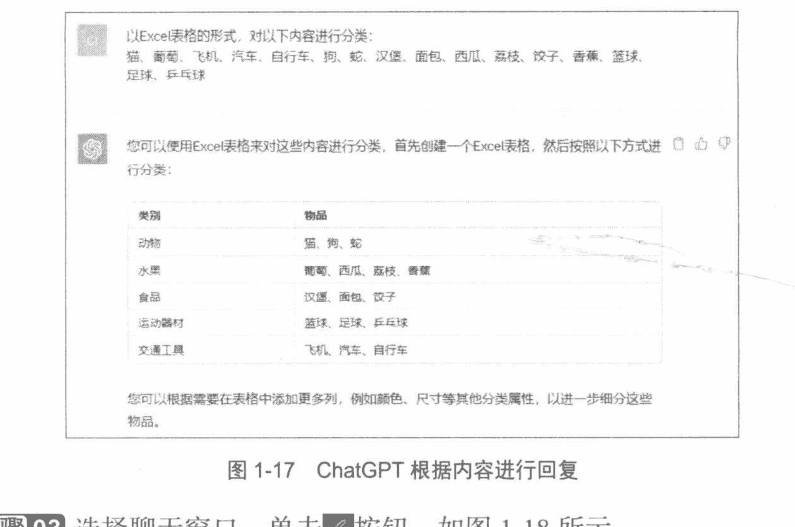 以Excel表格的形式，对以下内容进行分类：
猫、葡萄、飞机、汽车、自行车、狗、蛇、汉堡、面包、西瓜、荔枝、饺子、香蕉、篮球、
足球、乒乓球
您可以使用Excel表格来对这些内容进行分类，首先创建一个Excel表格，然后按照以下方式进
行分类：
类别 物品
动物 猫、狗、蛇
水果 葡萄、西瓜、荔枝、香蕉
食品 汉堡、面包、饺子
运动器材 篮球、足球、乒乓球
交通工具 飞机、汽车、自行车
您可以根据需要在表格中添加更多列，例如颜色、尺寸等其他分类属性，以进一步细分这些
物品。
图 1-17 ChatGPT 根据内容进行回复
骤 03 选择聊天窗口，单击按钮，如图 1-18 所示